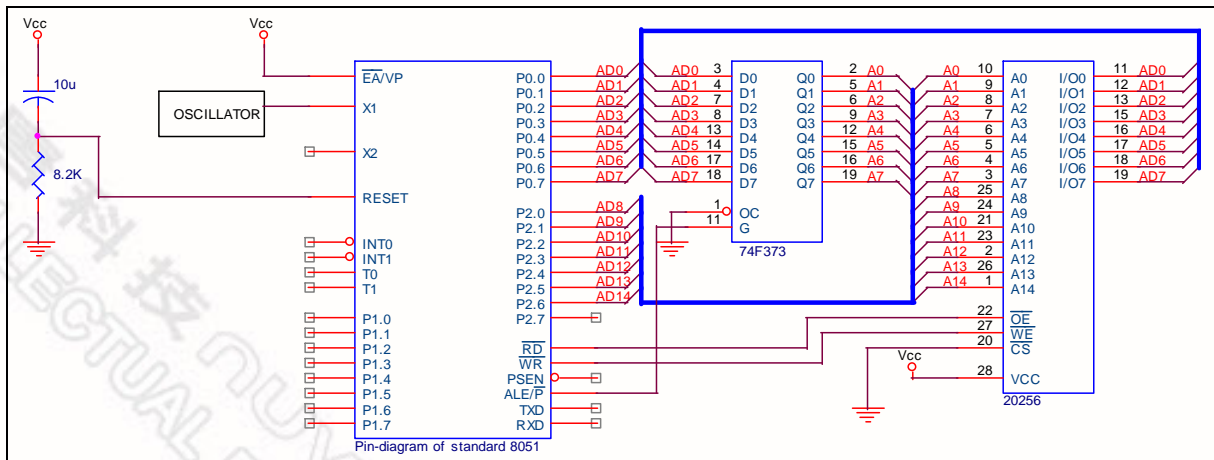 Vcc
10u
8.2K
Vcc
OSCILLATOR
EA/VP
X1
X2
RESET
INT0
INT1
T0
T1
P1.0
P1.1
P1.2
P1.3
P1.4
P1.5
P1.6
P1.7
P0.0
P0.1
P0.2
P0.3
P0.4
P0.5
P0.6
P0.7
P2.0
P2.1
P2.2
P2.3
P2.4
P2.5
P2.6
P2.7
RD
WR
PSEN
ALE/P
TXD
RXD
Pin-diagram of standard 8051
AD0
AD1
AD2
AD3
AD4
AD5
AD6
AD7
AD8
AD9
AD10
AD11
AD12
AD13
AD14
AD0 3 D0
AD1 4 D1
AD2 7 D2
AD3 8 D3
AD4 13 D4
AD5 14 D5
AD6 17 D6
AD7 18 D7
1 OC
11 G
Q0 2 A0
Q1 5 A1
Q2 6 A2
Q3 9 A3
Q4 12 A4
Q5 15 A5
Q6 16 A6
Q7 19 A7
74F373
A0 10 A0
A1 9 A1
A2 8 A2
A3 7 A3
A4 6 A4
A5 5 A5
A6 4 A6
A7 3 A7
A8 25 A8
A9 24 A9
A10 21 A10
A11 23 A11
A12 2 A12
A13 26 A13
A14 1 A14
22 OE
27 WE
20 CS
Vcc
28 VCC
I/O0 11 AD0
I/O1 12 AD1
I/O2 13 AD2
I/O3 15 AD3
I/O4 16 AD4
I/O5 17 AD5
I/O6 18 AD6
I/O7 19 AD7
20256
科技